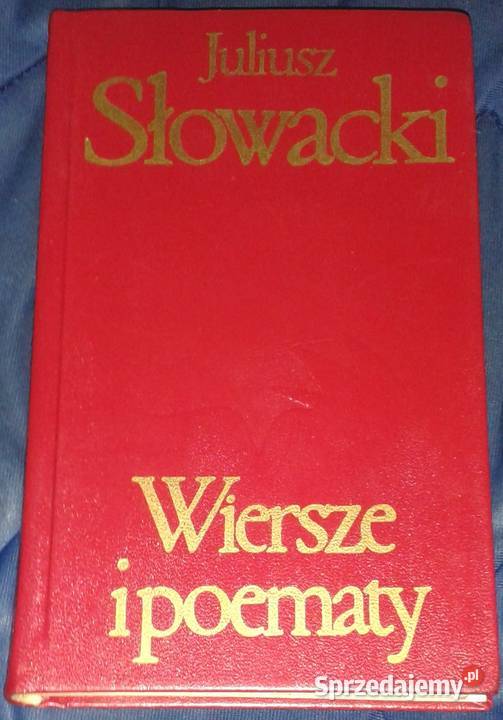 Juliusz
Słowacki
Wiersze
i poematy
Sprzedajemy.pl